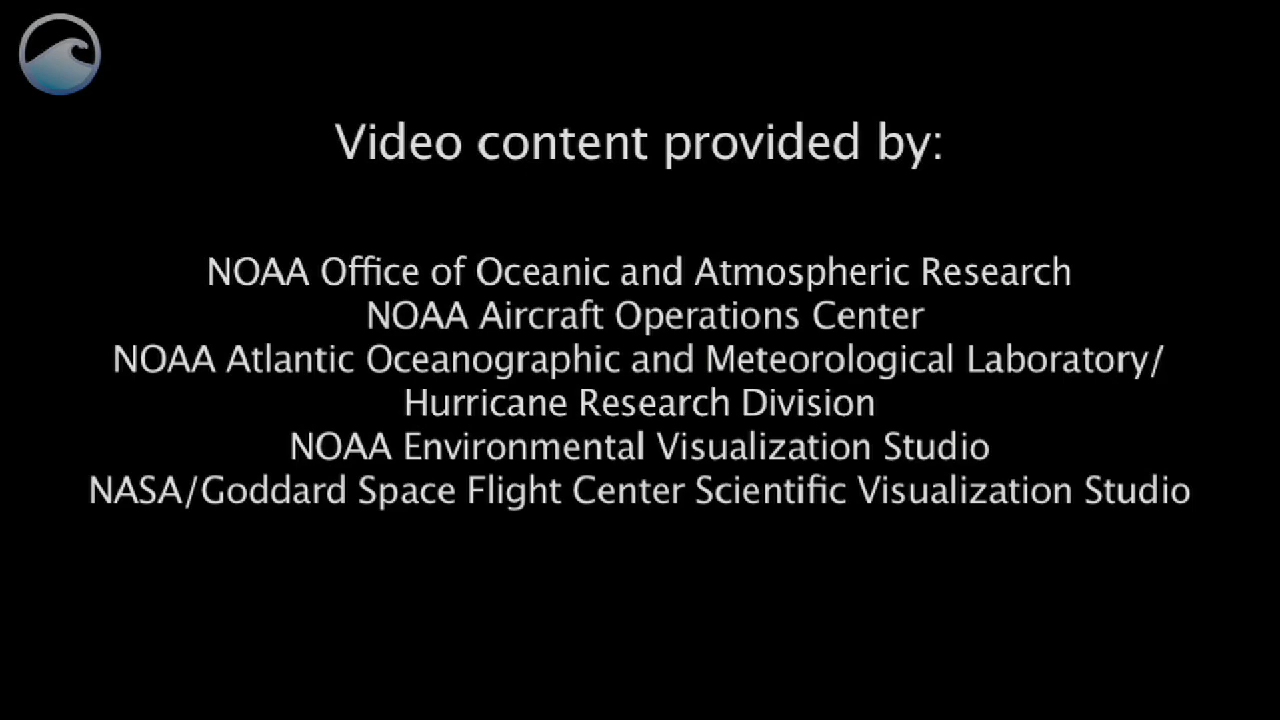 Video content provided by:
NOAA Office of Oceanic and Atmospheric Research
NOAA Aircraft Operations Center
NOAA Atlantic Oceanographic and Meteorological Laboratory/
Hurricane Research Division
NOAA Environmental Visualization Studio
NASA/Goddard Space Flight Center Scientific Visualization Studio